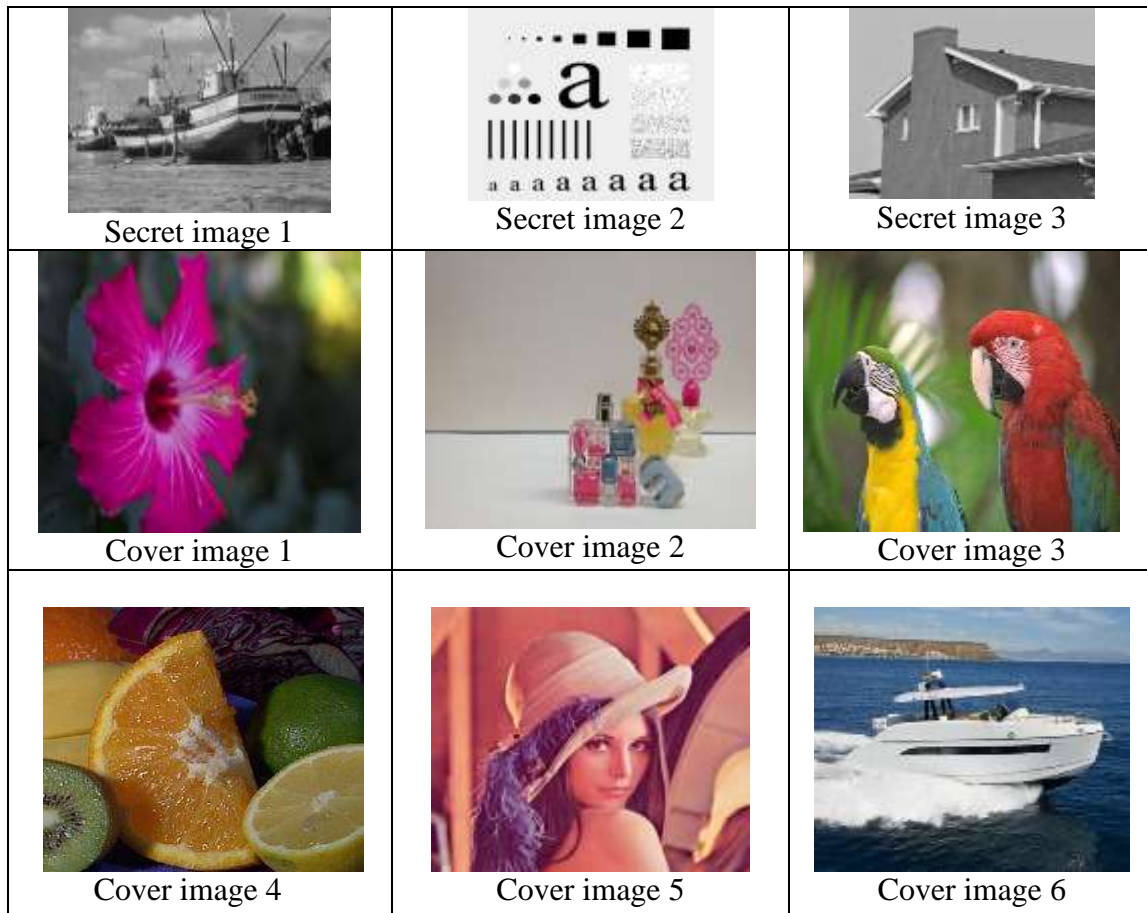 a
a a a a a a a a
Secret image 1
Secret image 2
Secret image 3
Cover image 1
Cover image 2
Cover image 3
Cover image 4
Cover image 5
Cover image 6